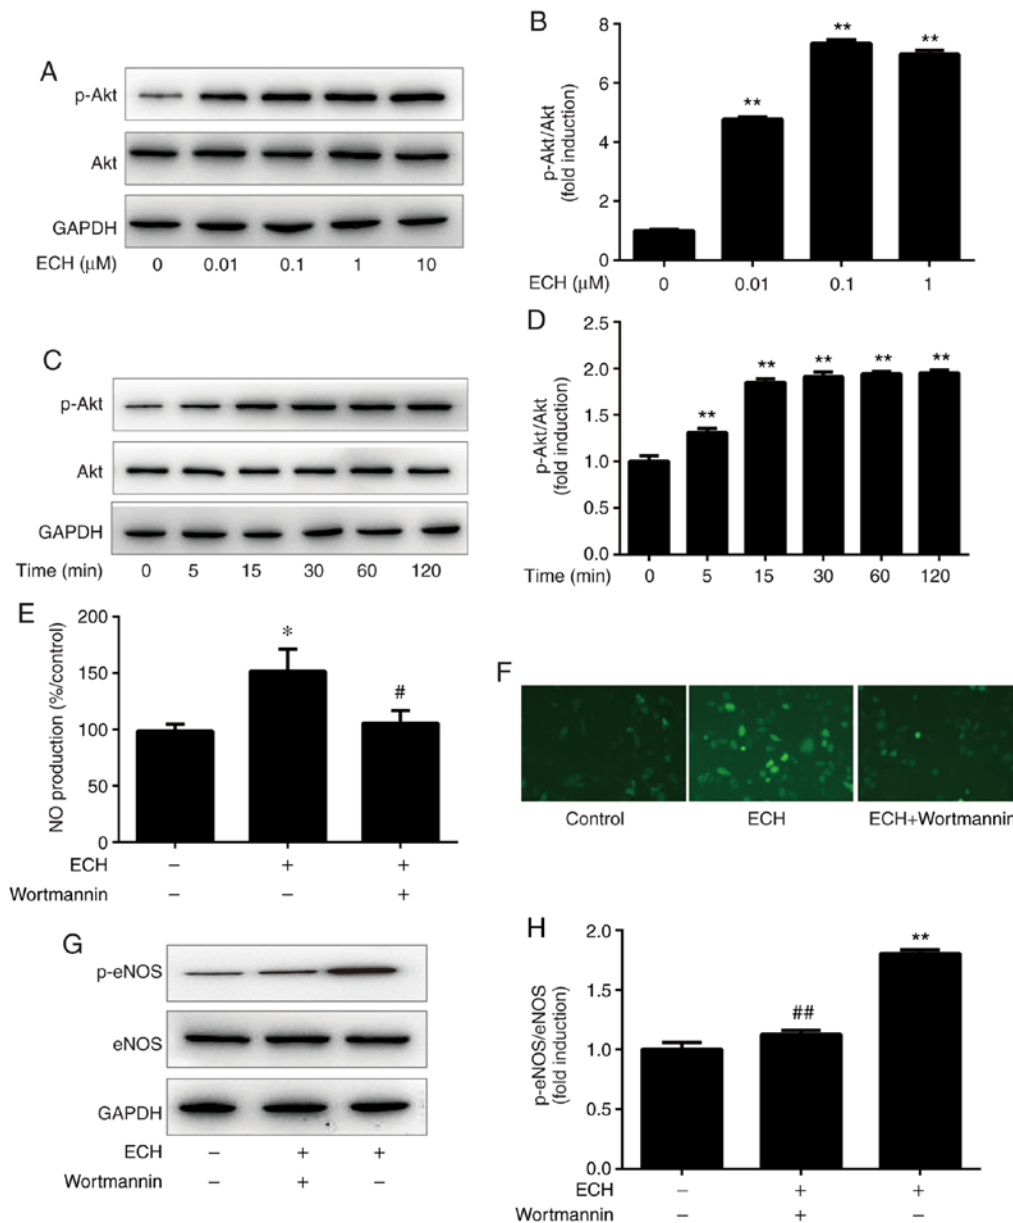 A
p-Akt
Akt
GAPDH
ECH (μM) 0 0.01 0.1 1 10
B
8
6
4
2
0
p-Akt/Akt
(fold induction)
** ** **
ECH (μM) 0 0.01 0.1 1
C
p-Akt
Akt
GAPDH
Time (min) 0 5 15 30 60 120
D
2.5
2.0
1.5
1.0
0.5
0.0
p-Akt/Akt
(fold induction)
** ** ** ** **
Time (min) 0 5 15 30 60 120
E
200
150
100
50
0
NO production (%/control)
* #
ECH − + +
Wortmannin − − +
F
Control ECH ECH+Wortmannin
G
p-eNOS
eNOS
GAPDH
ECH − + +
Wortmannin − + −
H
2.0
1.5
1.0
0.5
0.0
p-eNOS/eNOS
(fold induction)
## **
ECH − + +
Wortmannin − + −